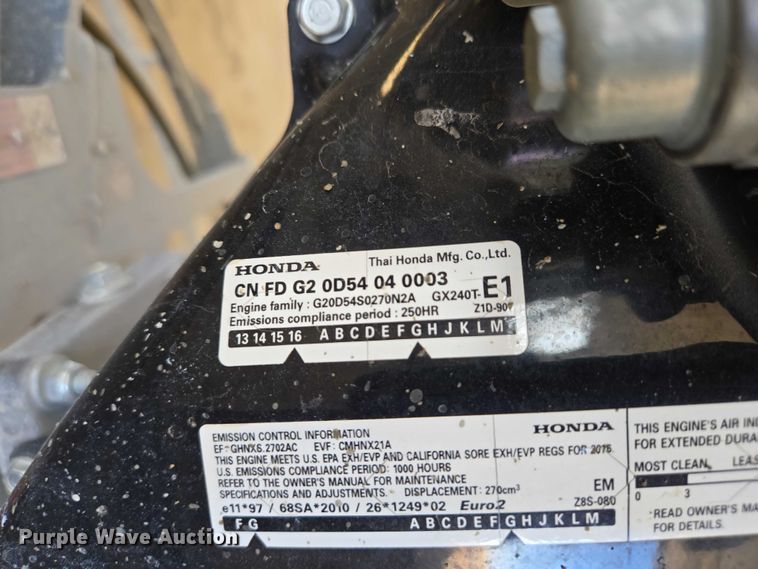 HONDA Thai Honda Mfg. Co.,Ltd.
CN FD G2 0D54 04 0003
Engine family : G20D54S0270N2A GX240T-E1
Emissions compliance period : 250HR Z1D-907
13 14 15 16 A B C D E F G H J K L M
EMISSION CONTROL INFORMATION HONDA
EF: GHNX6.2702AC EVF: CMHNX21A
THIS ENGINE MEETS U.S. EPA EXH/EVP AND CALIFORNIA SORE EXH/EVP REGS FOR 2016.
U.S. EMISSIONS COMPLIANCE PERIOD: 1000 HOURS
REFER TO THE OWNER'S MANUAL FOR MAINTENANCE
SPECIFICATIONS AND ADJUSTMENTS. DISPLACEMENT: 270cm³ EM
e11*97 / 68SA*2010 / 26*1249*02 Euro.2 Z8S-080
F G A B C D E F G H J K L M
THIS ENGINE'S AIR
FOR EXTENDED
MOST CLEAN
0 3
READ OWNER'S
FOR DETAILS.
Purple Wave Auction